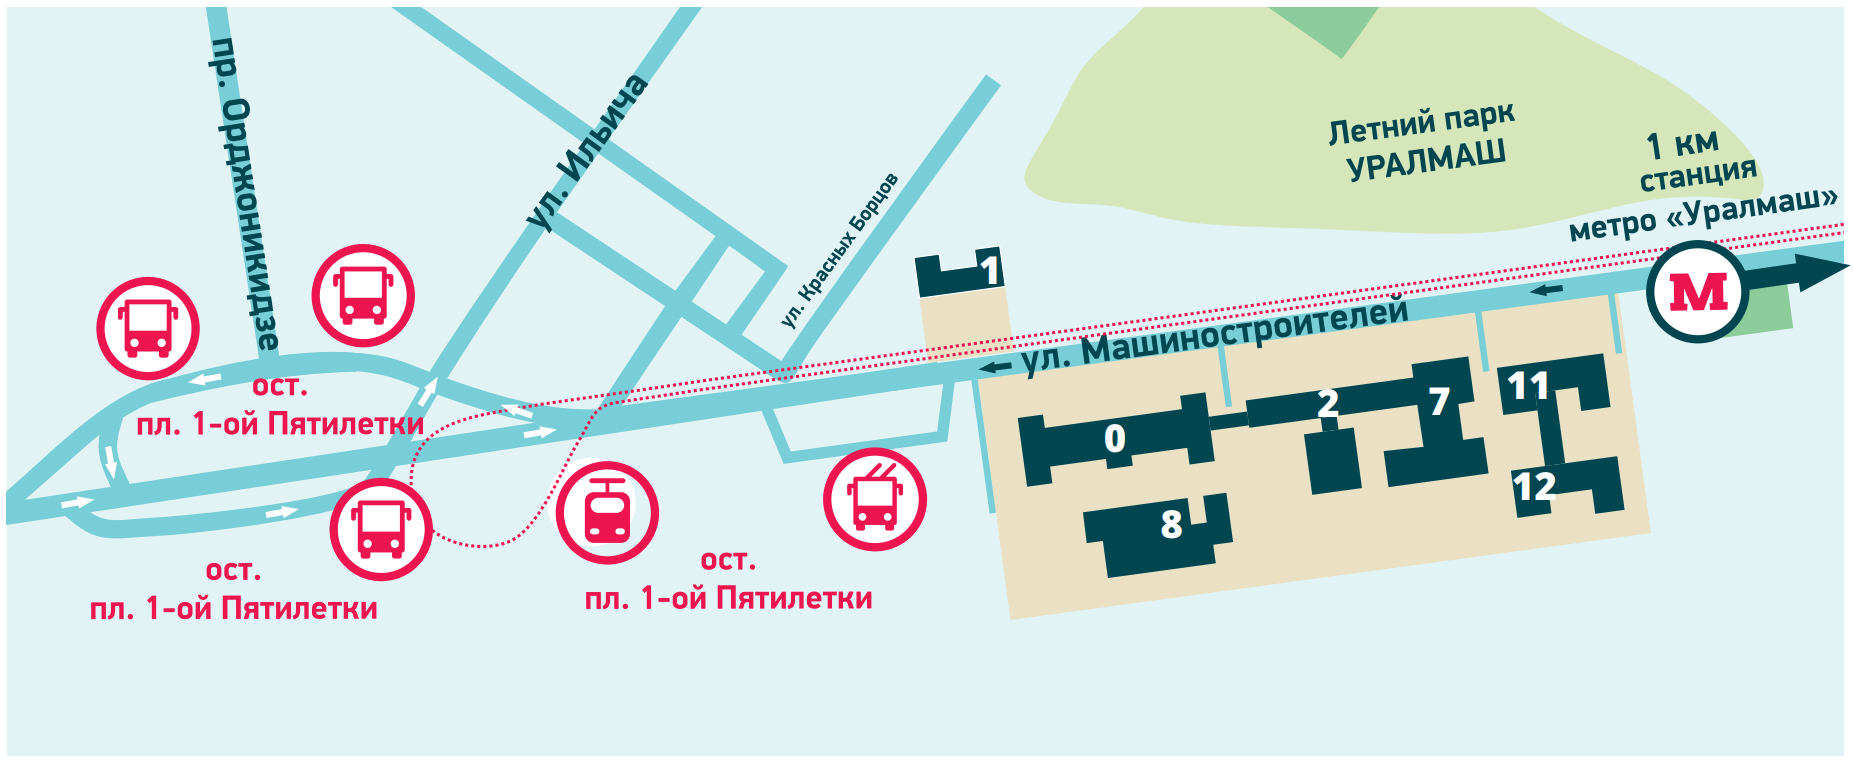 пр. Орджоникидзе
ул. Ильича
ул. Красных Борцов
Летний парк
УРАЛМАШ
1 км
станция
метро «Уралмаш»
М
1
ул. Машиностроителей
ост.
пл. 1-ой Пятилетки
0
2
7
11
8
12
ост.
пл. 1-ой Пятилетки
ост.
пл. 1-ой Пятилетки